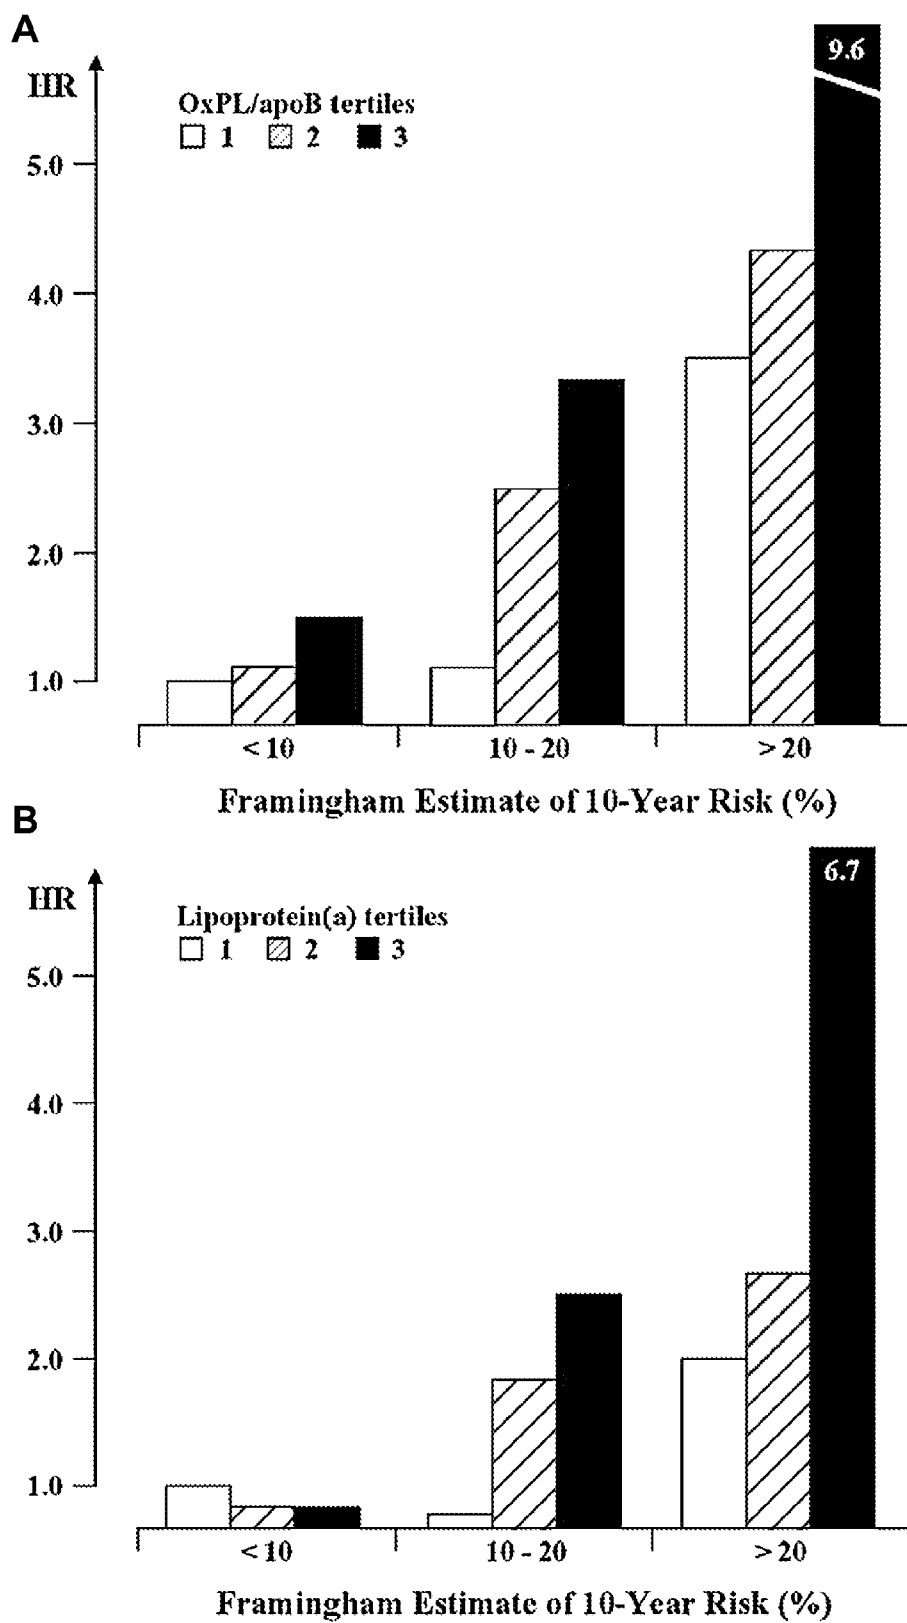 A
9.6
HR
OxPL/apoB tertiles
1 2 3
5.0
4.0
3.0
2.0
1.0
< 10 10 - 20 > 20
Framingham Estimate of 10-Year Risk (%)
B
6.7
HR
Lipoprotein(a) tertiles
1 2 3
5.0
4.0
3.0
2.0
1.0
< 10 10 - 20 > 20
Framingham Estimate of 10-Year Risk (%)